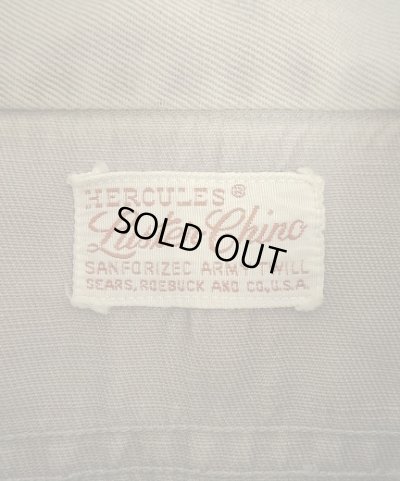 HERCULES®
Luster Chino
SOLD OUT
SANFORIZED ARMY TWILL
SEARS, ROEBUCK AND CO., U.S.A.